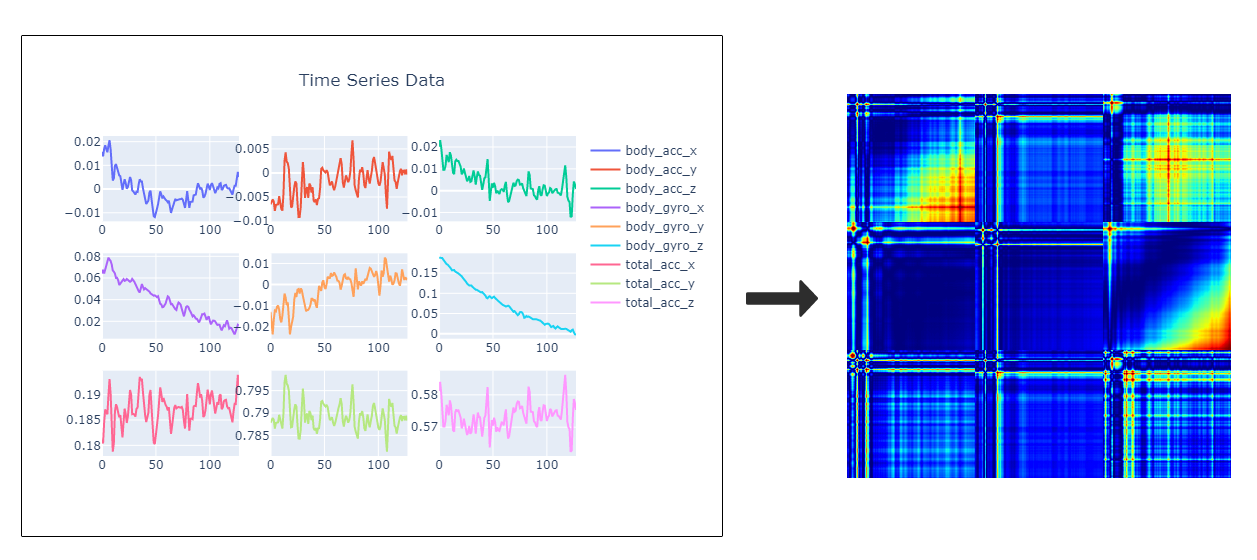 Time Series Data
0.02
0.01
0
−0.01
0 50 100
0.005
0
−0.005
−0.01
0 50 100
0.02
0.01
0
−0.01
0 50 100
body_acc_x
body_acc_y
body_acc_z
body_gyro_x
body_gyro_y
body_gyro_z
total_acc_x
total_acc_y
total_acc_z
0.08
0.06
0.04
0.02
0 50 100
0.01
0
−0.01
−0.02
0 50 100
0.15
0.1
0.05
0
0 50 100
0.19
0.185
0.18
0 50 100
0.795
0.79
0.785
0 50 100
0.58
0.57
0 50 100